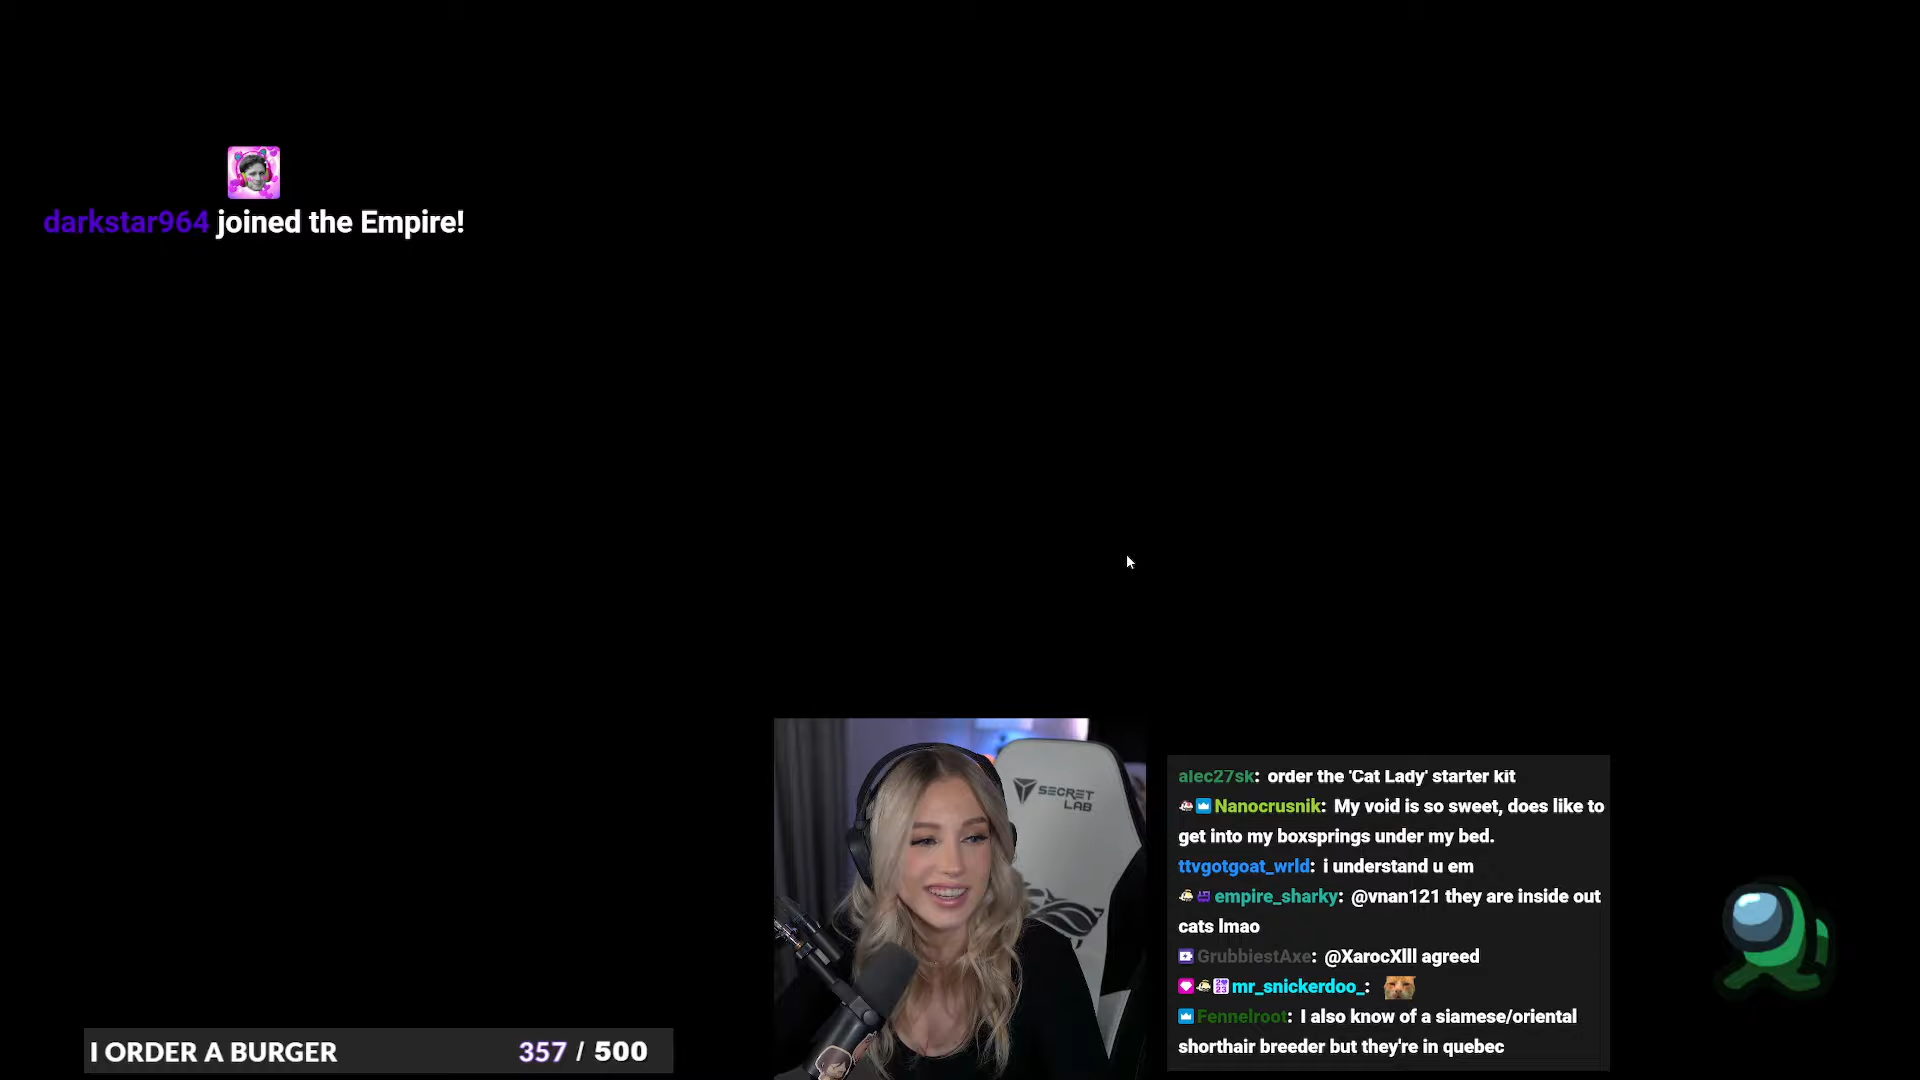 darkstar964 joined the Empire!
SECRET
LAB
alec27sk: order the 'Cat Lady' starter kit
Nanocrusnik: My void is so sweet, does like to
get into my boxsprings under my bed.
ttvgotgoat_wrld: i understand u em
empire_sharky: @vnan121 they are inside out
cats lmao
GrubbiestAxe: @XarocXlll agreed
mr_snickerdoo_:
Fennelroot: I also know of a siamese/oriental
shorthair breeder but they're in quebec
I ORDER A BURGER 357 / 500